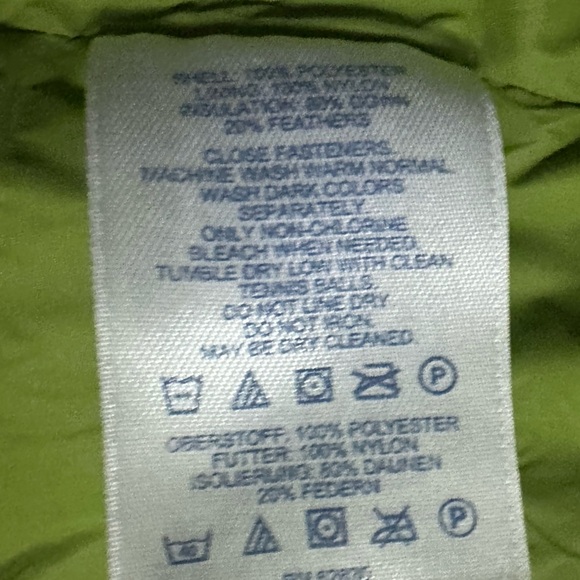 SHELL: 100% POLYESTER
LINING: 100% NYLON
INSULATION: 80% DOWN
20% FEATHERS
CLOSE FASTENERS
MACHINE WASH WARM NORMAL
WASH DARK COLORS
SEPARATELY
ONLY NON-CHLORINE
BLEACH WHEN NEEDED
TUMBLE DRY LOW WITH CLEAN
TENNIS BALLS
DO NOT LINE DRY
DO NOT IRON
MAY BE DRY CLEANED
P
OBERSTOFF: 100% POLYESTER
FUTTER: 100% NYLON
ISOLIERUNG: 80% DAUNEN
20% FEDERN
40 P